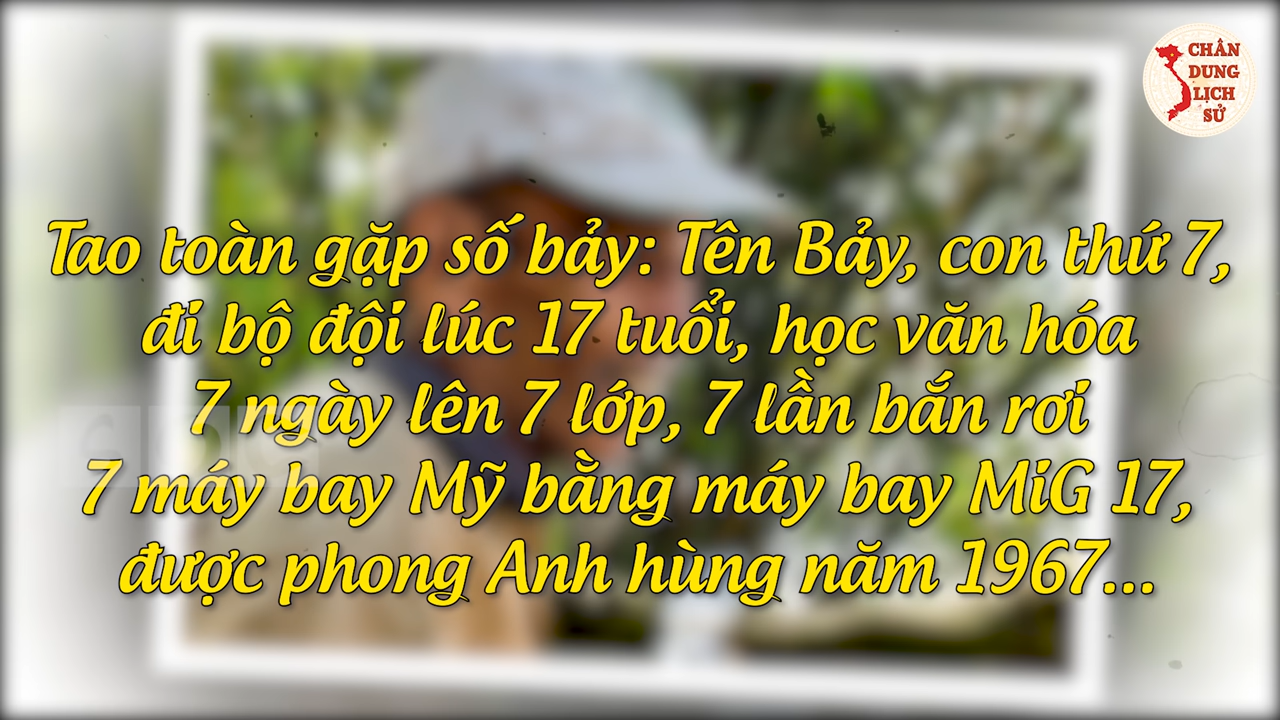 CHÂN
DUNG
LỊCH
SỬ
Tao toàn gặp số bảy: Tên Bảy, con thứ 7,
đi bộ đội lúc 17 tuổi, học văn hóa
7 ngày lên 7 lớp, 7 lần bắn rơi
7 máy bay Mỹ bằng máy bay MiG 17,
được phong Anh hùng năm 1967...